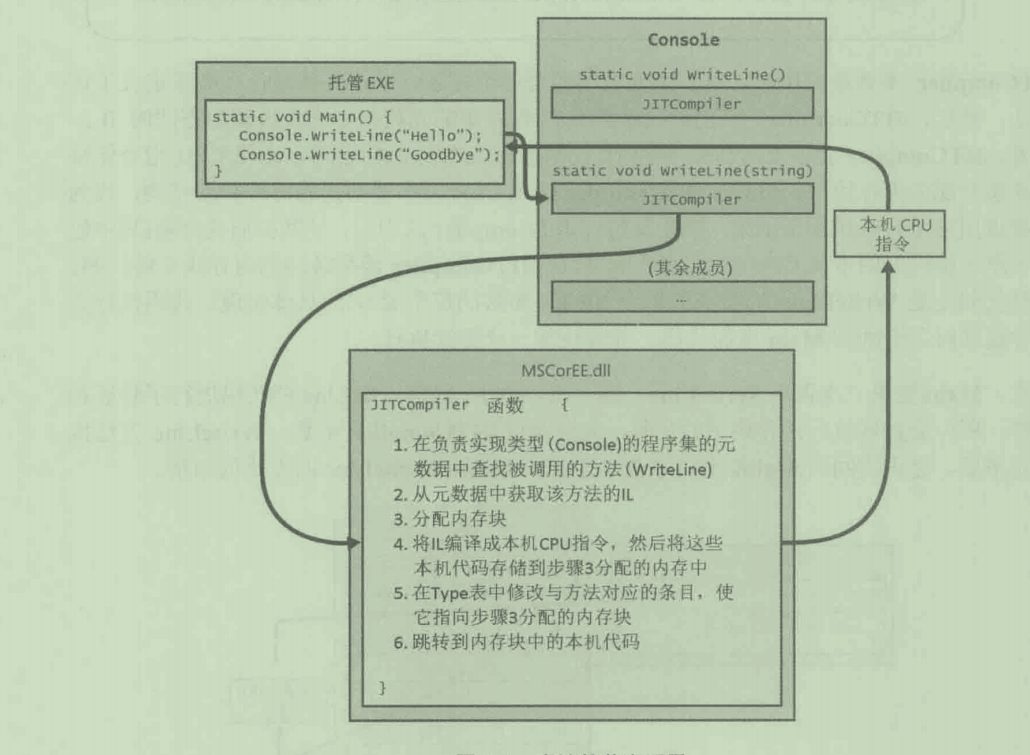 托管 EXE
static void Main() {
Console.WriteLine("Hello");
Console.WriteLine("Goodbye");
}
Console
static void WriteLine()
JITCompiler
static void WriteLine(string)
JITCompiler
(其余成员)
...
本机 CPU
指令
MSCorEE.dll
JITCompiler 函数 {
1. 在负责实现类型(Console)的程序集的元
数据中查找被调用的方法(WriteLine)
2. 从元数据中获取该方法的IL
3. 分配内存块
4. 将IL编译成本机CPU指令，然后将这些
本机代码存储到步骤3分配的内存中
5. 在Type表中修改与方法对应的条目，使
它指向步骤3分配的内存块
6. 跳转到内存块中的本机代码
}